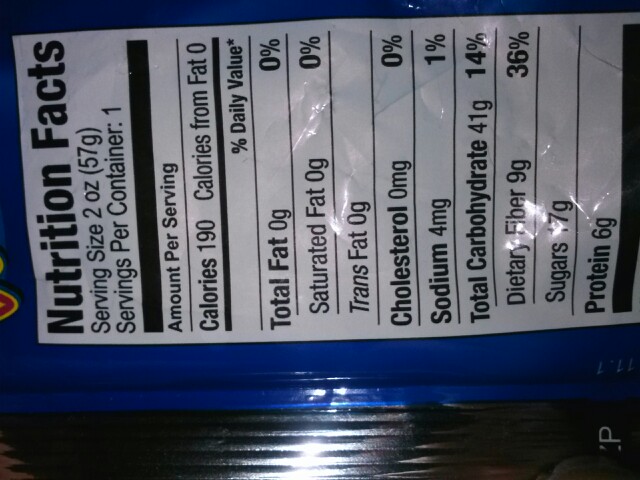 Nutrition Facts
Serving Size 2 oz (57g)
Servings Per Container: 1
Amount Per Serving
Calories 190 Calories from Fat 0
% Daily Value*
Total Fat 0g 0%
Saturated Fat 0g 0%
Trans Fat 0g
Cholesterol 0mg 0%
Sodium 4mg 1%
Total Carbohydrate 41g 14%
Dietary Fiber 9g 36%
Sugars 17g
Protein 6g